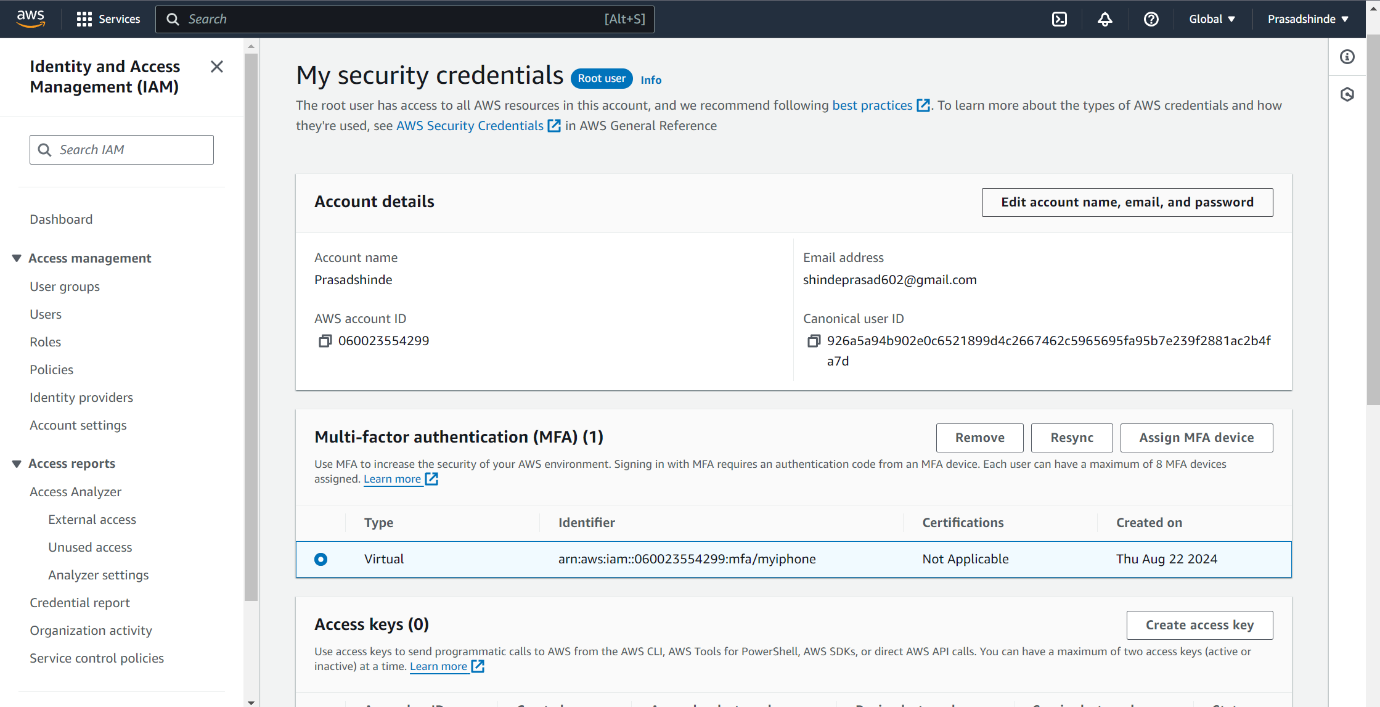 aws
Services
Search
[Alt+S]
Global
Prasadshinde
Identity and Access
Management (IAM)
Search IAM
Dashboard
Access management
User groups
Users
Roles
Policies
Identity providers
Account settings
Access reports
Access Analyzer
External access
Unused access
Analyzer settings
Credential report
Organization activity
Service control policies
My security credentials Root user Info
The root user has access to all AWS resources in this account, and we recommend following best practices. To learn more about the types of AWS credentials and how
they're used, see AWS Security Credentials in AWS General Reference
Account details
Edit account name, email, and password
Account name
Prasadshinde
Email address
shindeprasad602@gmail.com
AWS account ID
060023554299
Canonical user ID
926a5a94b902e0c6521899d4c2667462c5965695fa95b7e239f2881ac2b4f
a7d
Multi-factor authentication (MFA) (1)
Remove
Resync
Assign MFA device
Use MFA to increase the security of your AWS environment. Signing in with MFA requires an authentication code from an MFA device. Each user can have a maximum of 8 MFA devices
assigned. Learn more
Type Identifier Certifications Created on
Virtual arn:aws:iam::060023554299:mfa/myiphone Not Applicable Thu Aug 22 2024
Access keys (0)
Create access key
Use access keys to send programmatic calls to AWS from the AWS CLI, AWS Tools for PowerShell, AWS SDKs, or direct AWS API calls. You can have a maximum of two access keys (active or
inactive) at a time. Learn more